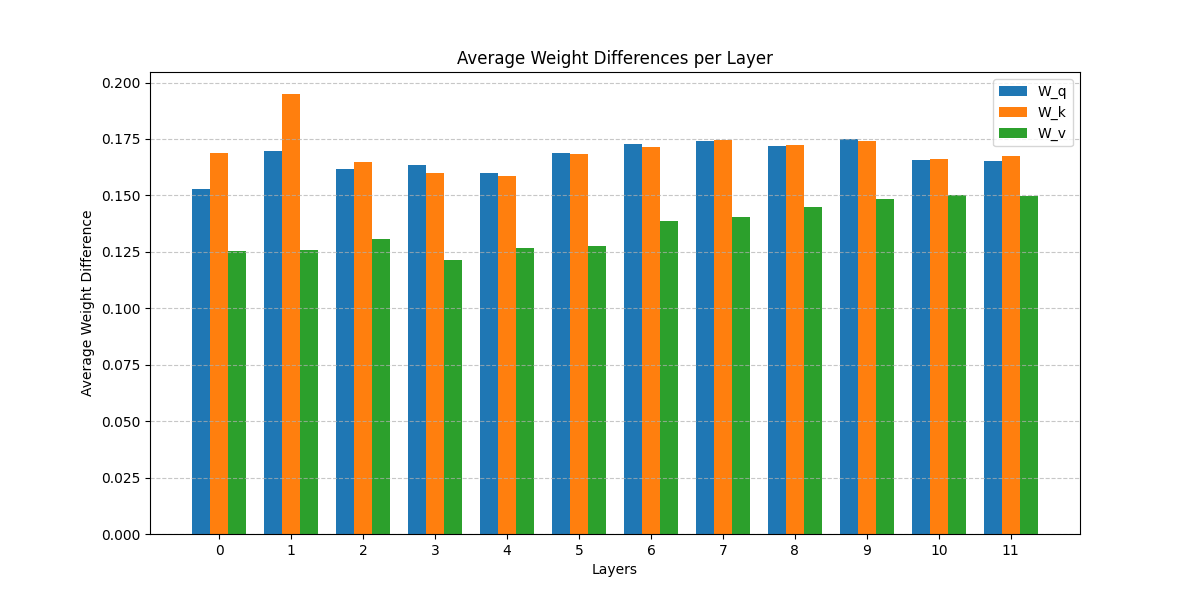 Average Weight Differences per Layer
W_q
W_k
W_v
Average Weight Difference
0.200
0.175
0.150
0.125
0.100
0.075
0.050
0.025
0.000
0 1 2 3 4 5 6 7 8 9 10 11
Layers